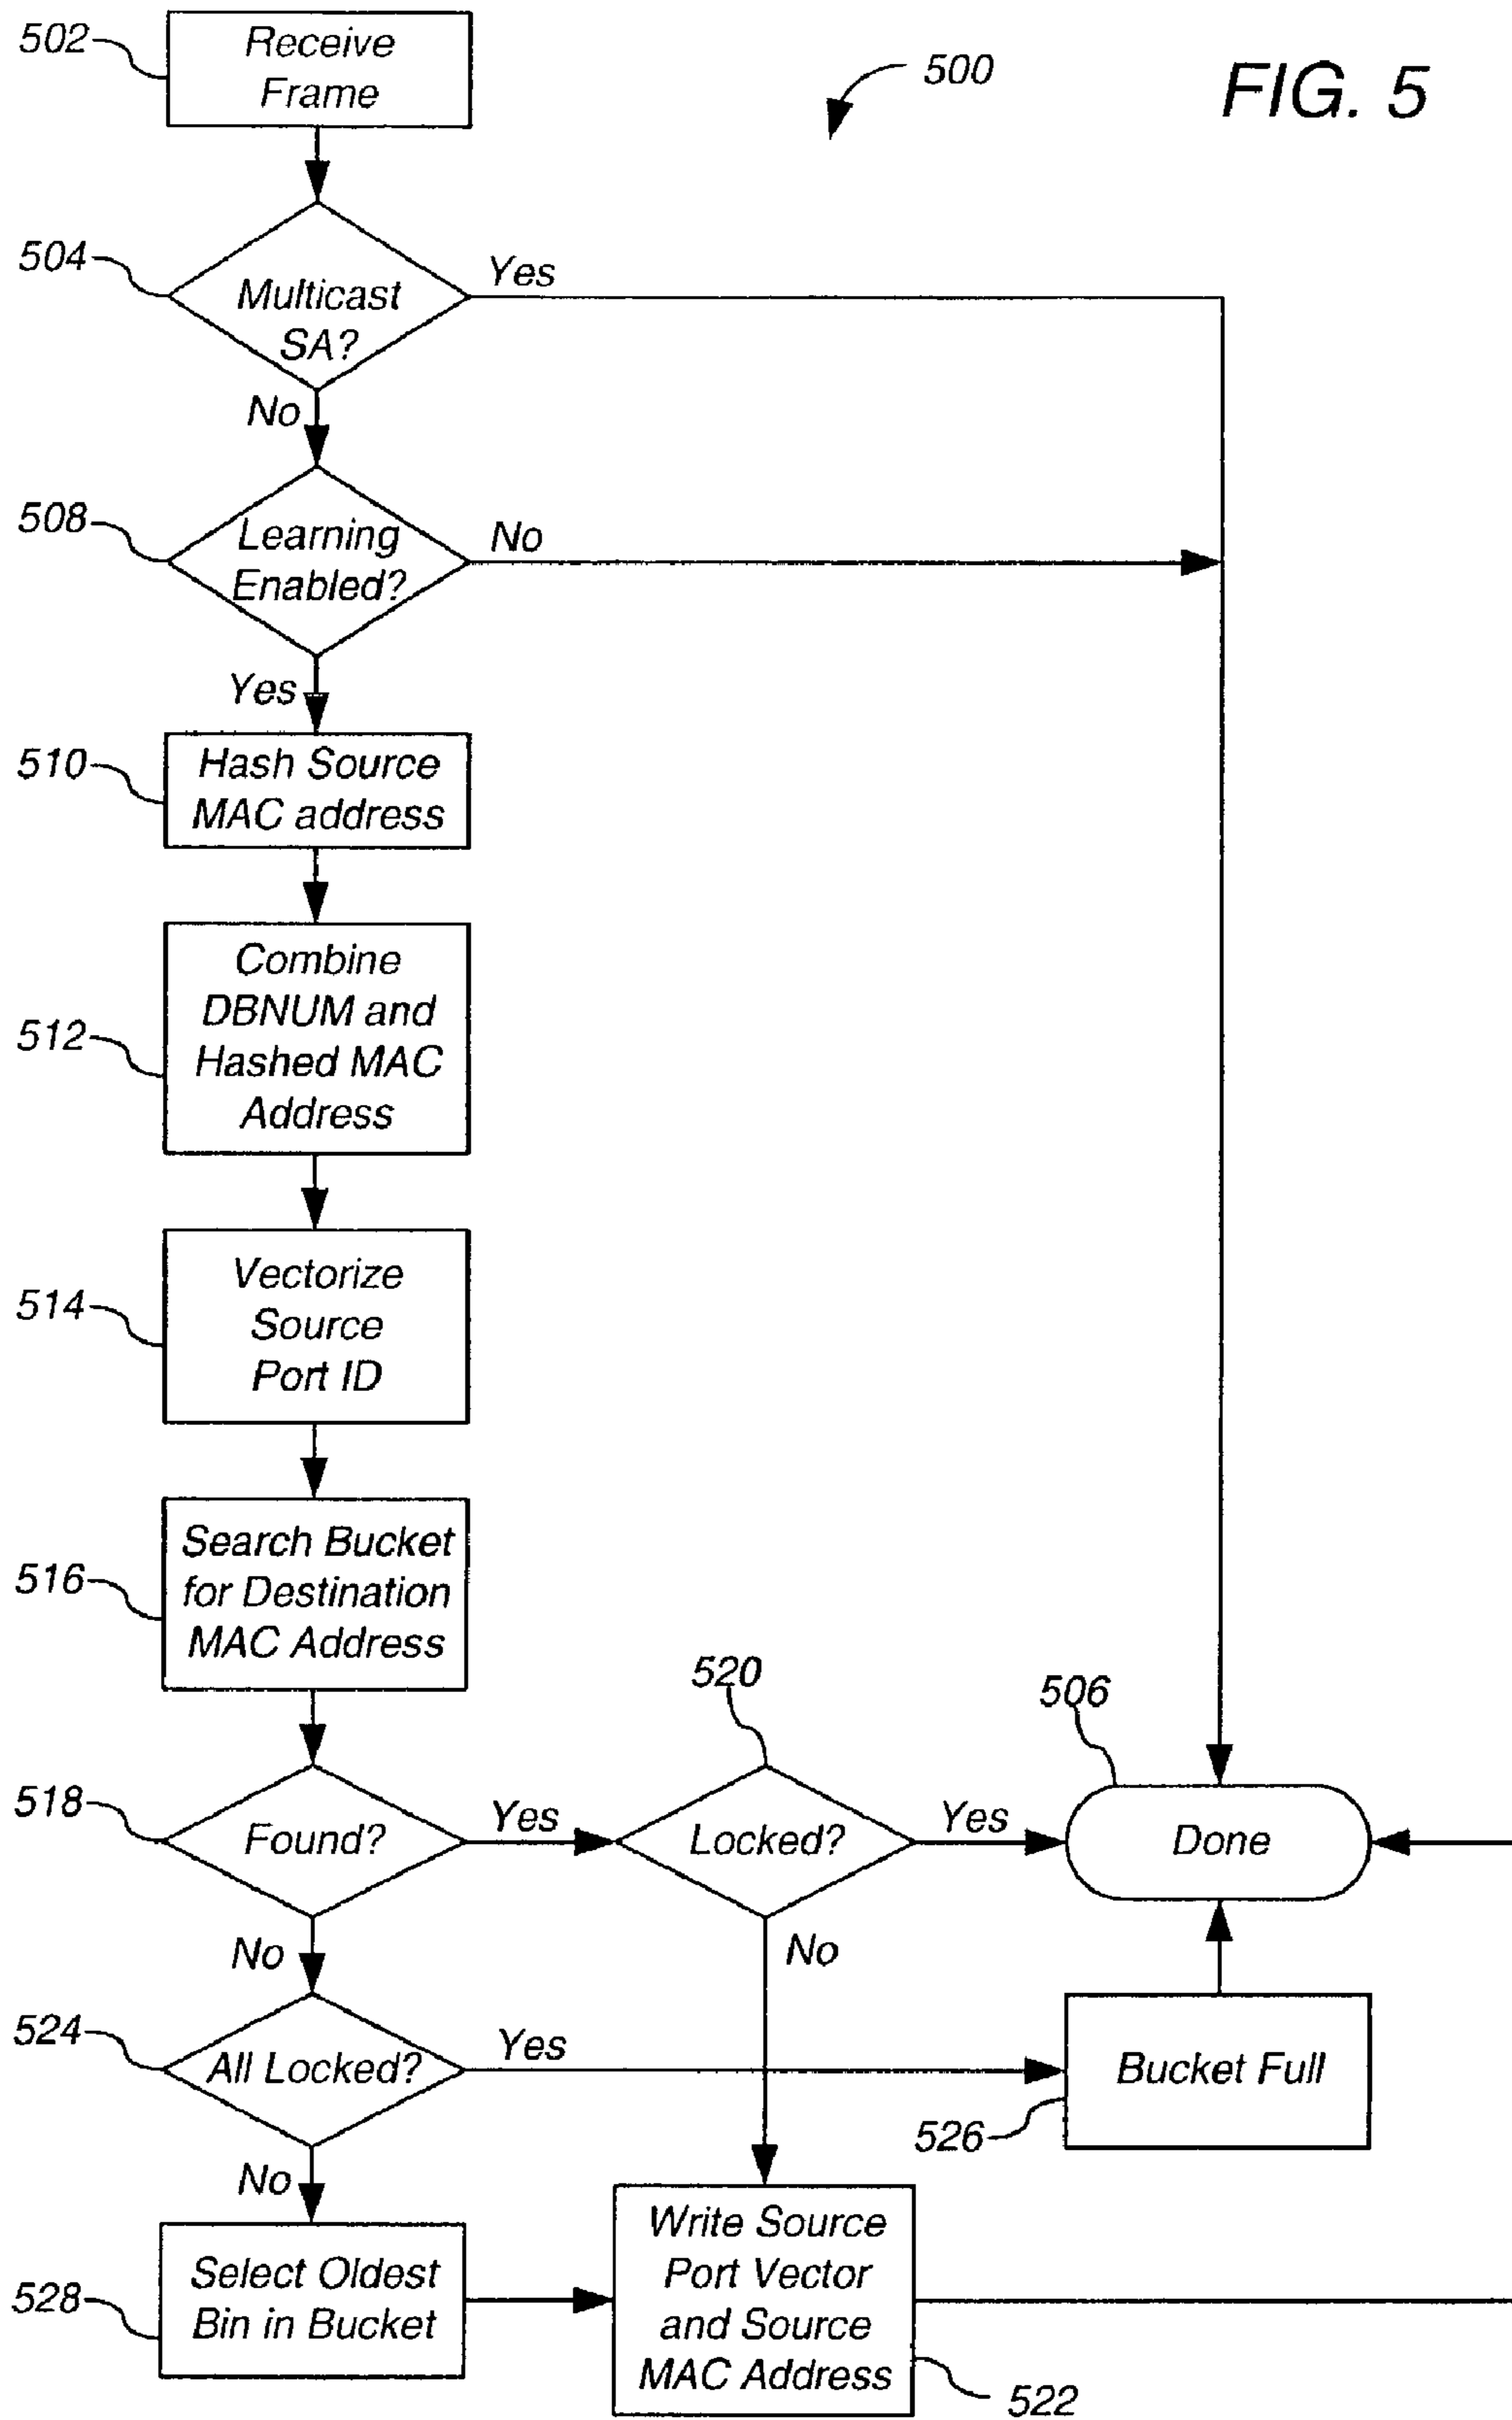 FIG. 5
500
502
Receive
Frame
504
Multicast
SA?
Yes
No
508
Learning
Enabled?
No
Yes
510
Hash Source
MAC address
512
Combine
DBNUM and
Hashed MAC
Address
514
Vectorize
Source
Port ID
516
Search Bucket
for Destination
MAC Address
518
Found?
Yes
520
Locked?
Yes
506
Done
No
No
524
All Locked?
Yes
Bucket Full
526
No
528
Select Oldest
Bin in Bucket
Write Source
Port Vector
and Source
MAC Address
522